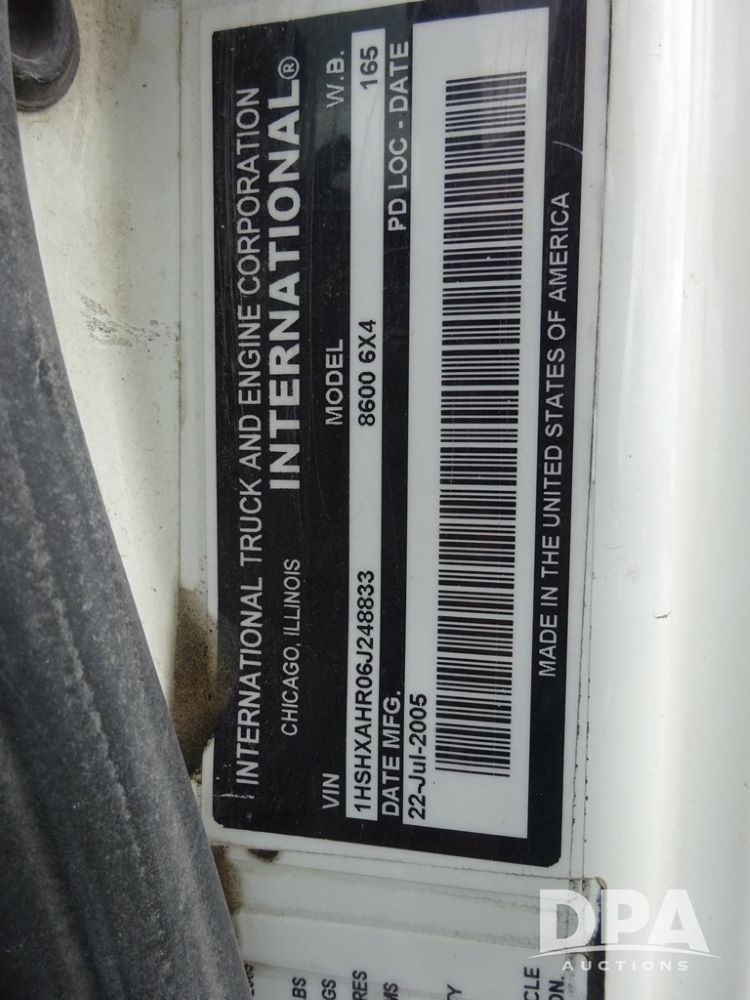 INTERNATIONAL TRUCK AND ENGINE CORPORATION
CHICAGO, ILLINOIS INTERNATIONAL®
VIN MODEL W.B.
1HSHXAHR06J248833 8600 6X4 165
DATE MFG. PD LOC - DATE
22-Jul-2005
MADE IN THE UNITED STATES OF AMERICA
DPA
AUCTIONS